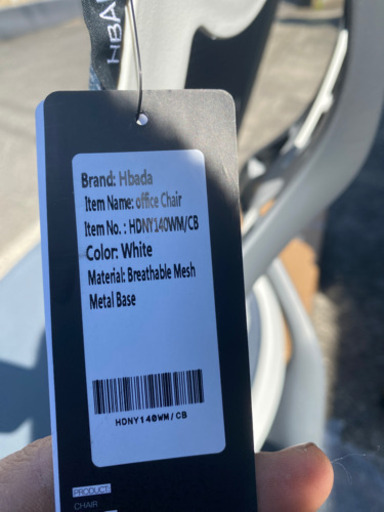 HBA
Brand: Hbada
Item Name: office Chair
Item No. : HDNY140WM/CB
Color: White
Material: Breathable Mesh
Metal Base
HDNY140WM/CB
PRODUCT:
CHAIR